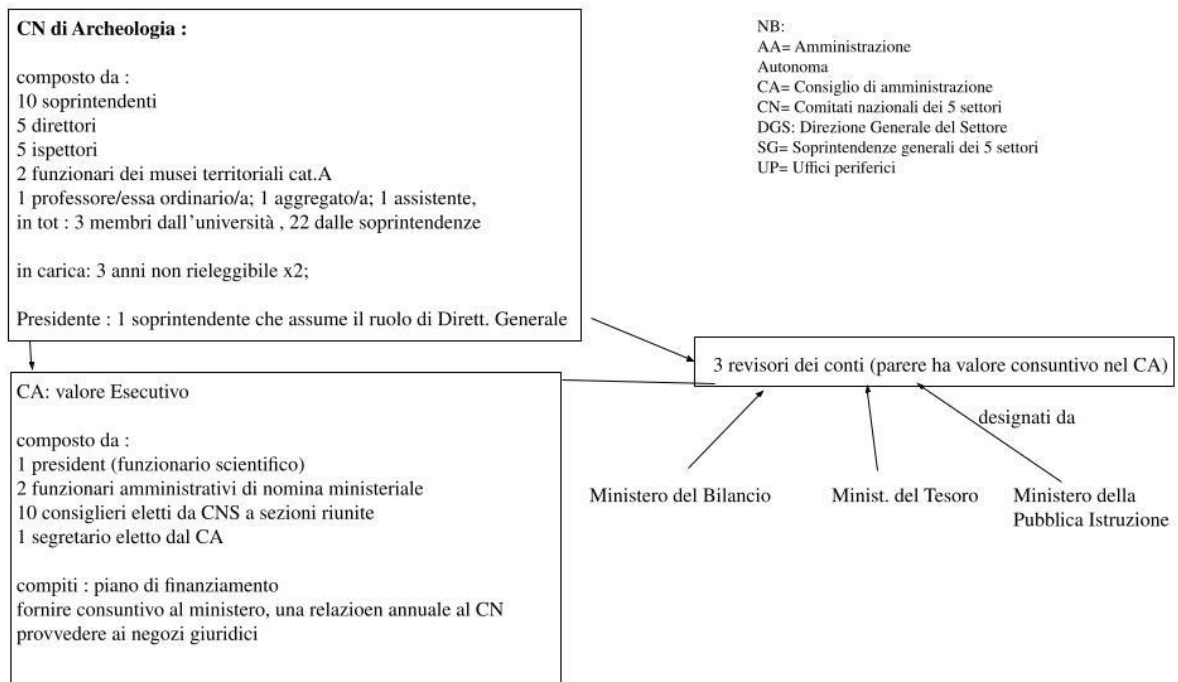 CN di Archeologia :
composto da :
10 soprintendenti
5 direttori
5 ispettori
2 funzionari dei musei territoriali cat.A
1 professore/essa ordinario/a; 1 aggregato/a; 1 assistente,
in tot : 3 membri dall'università , 22 dalle soprintendenze
in carica: 3 anni non rieleggibile x2;
Presidente : 1 soprintendente che assume il ruolo di Dirett. Generale
NB:
AA= Amministrazione
Autonoma
CA= Consiglio di amministrazione
CN= Comitati nazionali dei 5 settori
DGS: Direzione Generale del Settore
SG= Soprintendenze generali dei 5 settori
UP= Uffici periferici
3 revisori dei conti (parere ha valore consuntivo nel CA)
designati da
Ministero del Bilancio
Minist. del Tesoro
Ministero della
Pubblica Istruzione
CA: valore Esecutivo
composto da :
1 president (funzionario scientifico)
2 funzionari amministrativi di nomina ministeriale
10 consiglieri eletti da CNS a sezioni riunite
1 segretario eletto dal CA
compiti : piano di finanziamento
fornire consuntivo al ministero, una relazioen annuale al CN
provvedere ai negozi giuridici